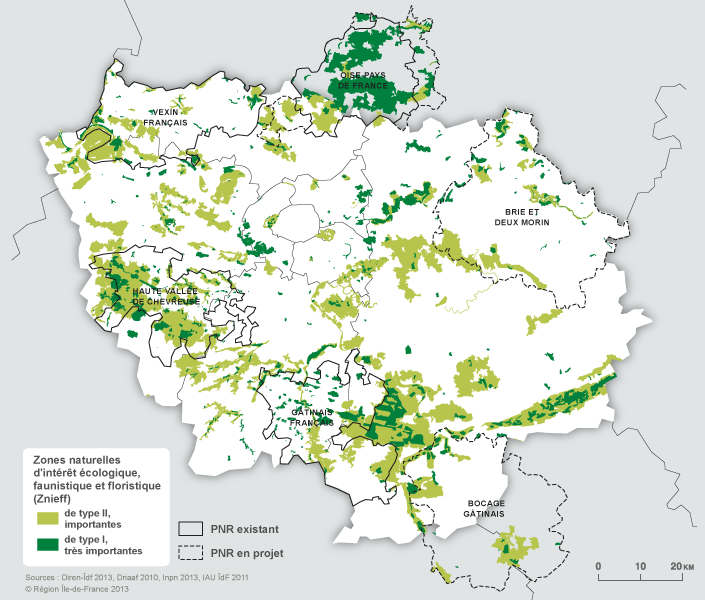 OISE-PAYS
DE FRANCE
VEXIN
FRANÇAIS
BRIE ET
DEUX MORIN
HAUTE VALLÉE
DE CHEVREUSE
GÂTINAIS
FRANÇAIS
BOCAGE
GÂTINAIS
Zones naturelles
d'intérêt écologique,
faunistique et floristique
(Znieff)
de type II,
importantes
de type I,
très importantes
PNR existant
PNR en projet
0 10 20 KM
Sources : Diren-Îdf 2013, Driaaf 2010, Inpn 2013, IAU ÎdF 2011
© Région Île-de-France 2013